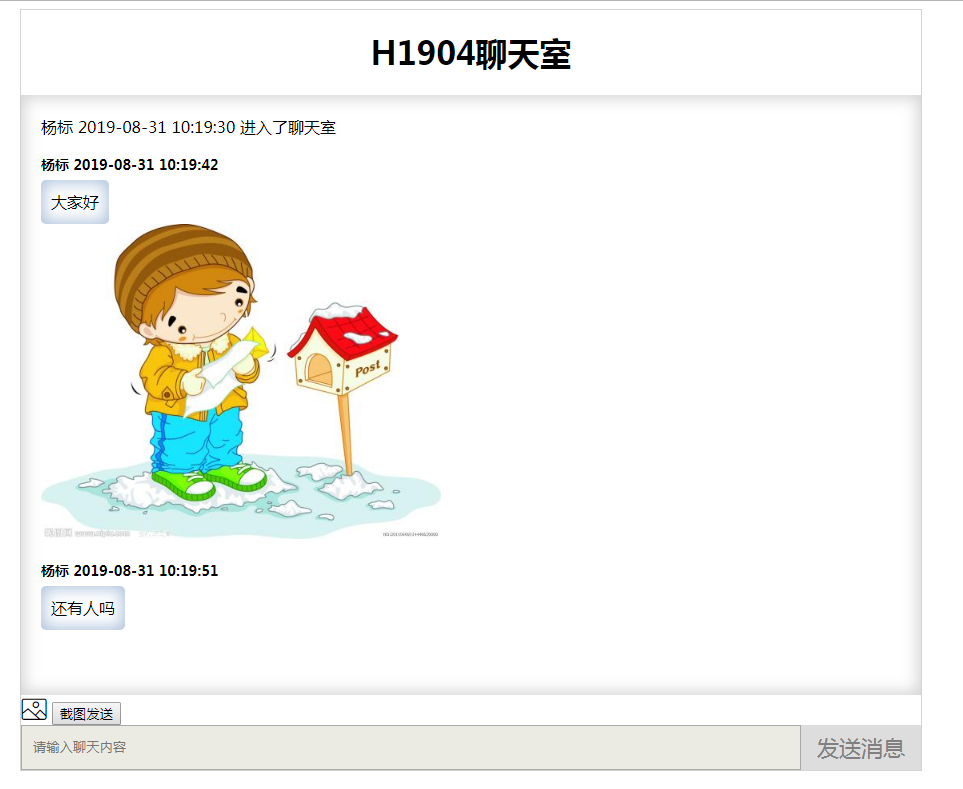 H1904聊天室
杨标 2019-08-31 10:19:30 进入了聊天室
杨标 2019-08-31 10:19:42
大家好
Post
杨标 2019-08-31 10:19:51
还有人吗
截图发送
请输入聊天内容
发送消息